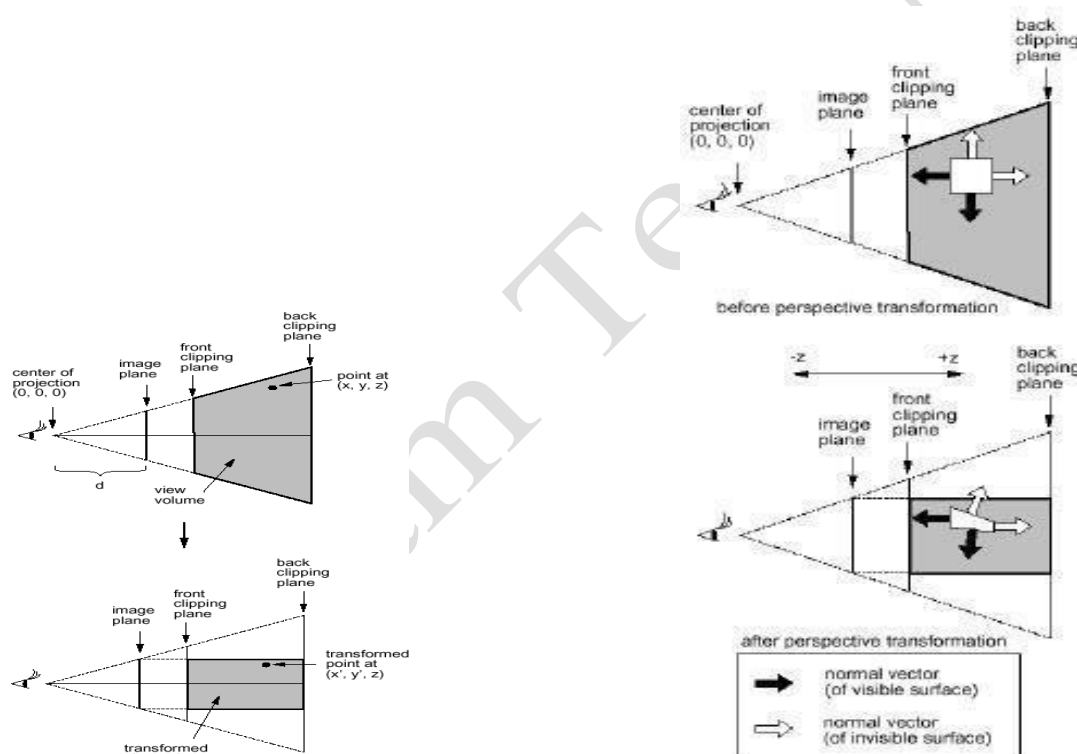 center of
projection
(0, 0, 0)
image
plane
front
clipping
plane
back
clipping
plane
point at
(x, y, z)
d
view
volume
image
plane
front
clipping
plane
back
clipping
plane
transformed
point at
(x', y', z)
transformed
center of
projection
(0, 0, 0)
image
plane
front
clipping
plane
back
clipping
plane
before perspective transformation
-z
+z
image
plane
front
clipping
plane
back
clipping
plane
after perspective transformation
normal vector
(of visible surface)
normal vector
(of invisible surface)